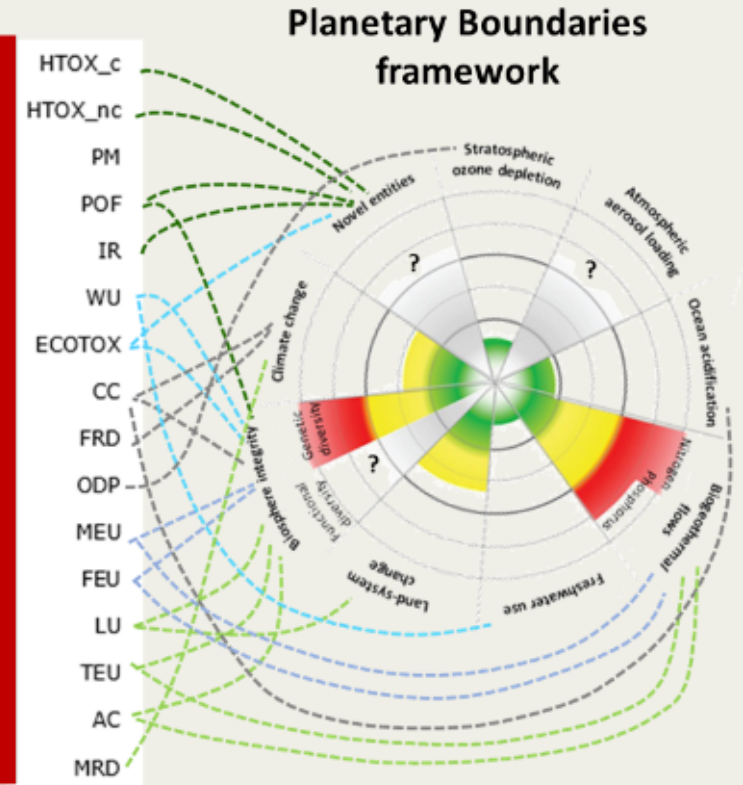 Planetary Boundaries
framework
HTOX_c
HTOX_nc
PM
POF
IR
WU
ECOTOX
CC
FRD
ODP
MEU
FEU
LU
TEU
AC
MRD
Stratospheric
ozone depletion
Atmospheric
aerosol loading
Ocean acidification
Biogeothermal
flows
Nitrogen
Phosphorus
Freshwater use
Land-system
change
Biosphere integrity
Functional
diversity
Genetic
diversity
Climate change
Novel entities
?
?
?